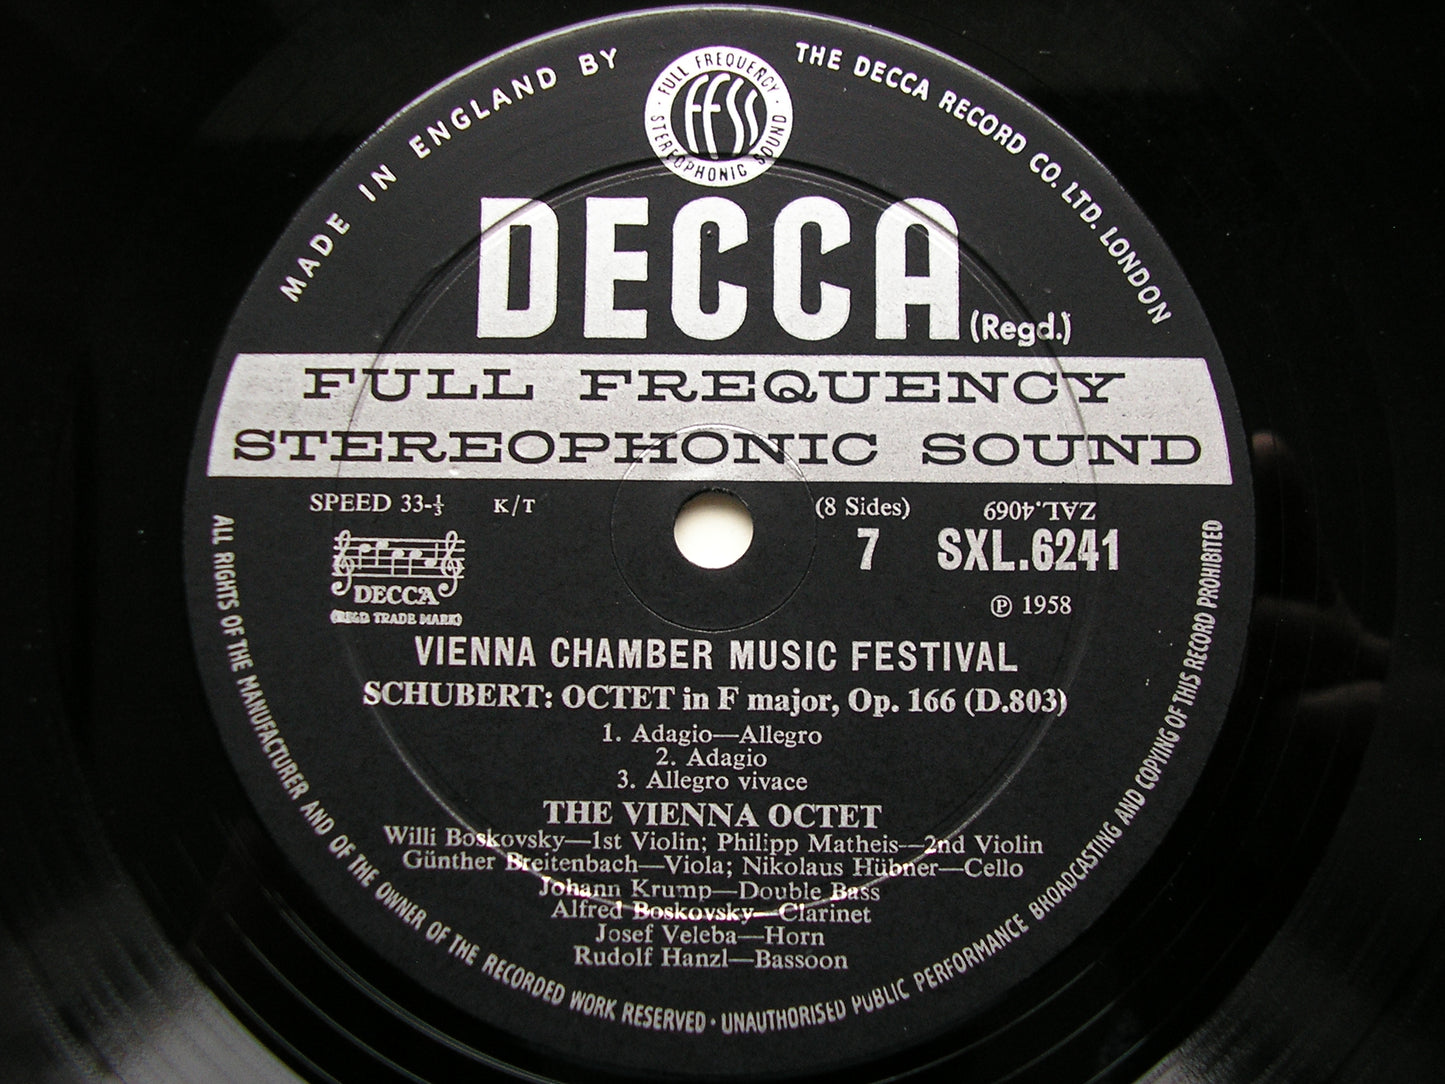 MADE IN ENGLAND BY
THE DECCA RECORD CO. LTD. LONDON
· FULL FREQUENCY ·
FFSS
STEREOPHONIC SOUND
DECCA (Regd.)
FULL FREQUENCY
STEREOPHONIC SOUND
SPEED 33-⅓ K/T
(8 Sides)
ZAL.4069
7 SXL.6241
DECCA
(REGD TRADE MARK)
Ⓟ 1958
VIENNA CHAMBER MUSIC FESTIVAL
SCHUBERT: OCTET in F major, Op. 166 (D.803)
1. Adagio—Allegro
2. Adagio
3. Allegro vivace
THE VIENNA OCTET
Willi Boskovsky—1st Violin; Philipp Matheis—2nd Violin
Günther Breitenbach—Viola; Nikolaus Hübner—Cello
Johann Krump—Double Bass
Alfred Boskovsky—Clarinet
Josef Veleba—Horn
Rudolf Hanzl—Bassoon
ALL RIGHTS OF THE MANUFACTURER AND OF THE OWNER OF THE RECORDED WORK RESERVED · UNAUTHORISED PUBLIC PERFORMANCE BROADCASTING AND COPYING OF THIS RECORD PROHIBITED